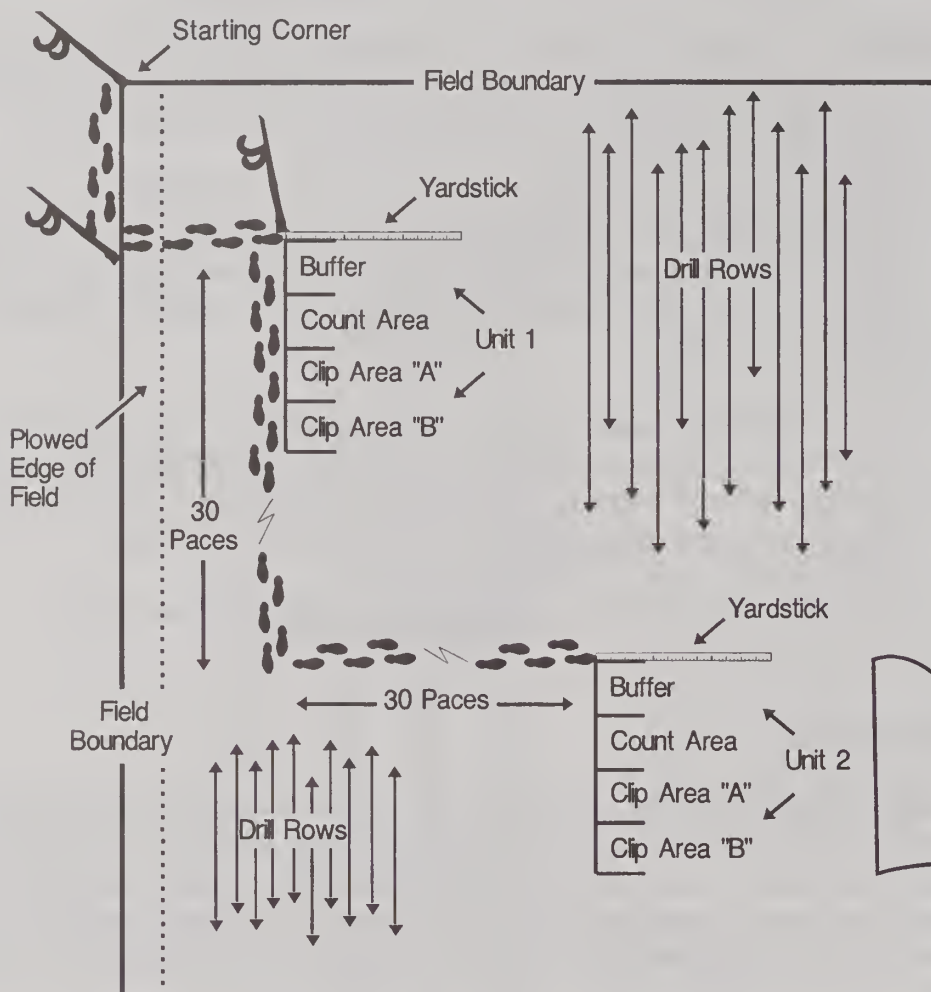 Starting Corner
Field Boundary
Yardstick
Buffer
Count Area
Clip Area "A"
Clip Area "B"
Unit 1
Drill Rows
Plowed
Edge of
Field
30
Paces
Yardstick
30 Paces
Field
Boundary
Buffer
Count Area
Clip Area "A"
Clip Area "B"
Unit 2
Drill Rows